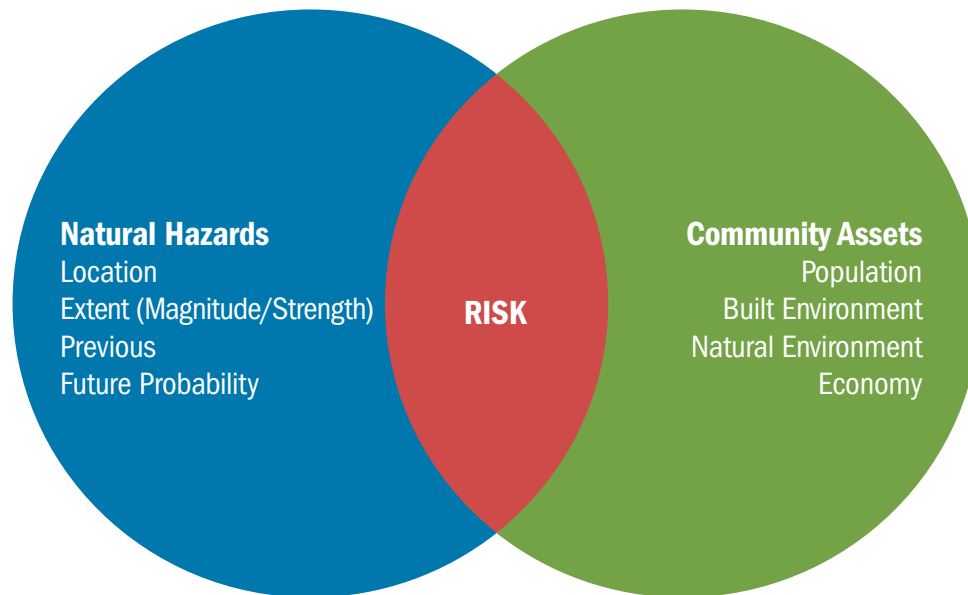 Natural Hazards
Location
Extent (Magnitude/Strength)
Previous
Future Probability
RISK
Community Assets
Population
Built Environment
Natural Environment
Economy